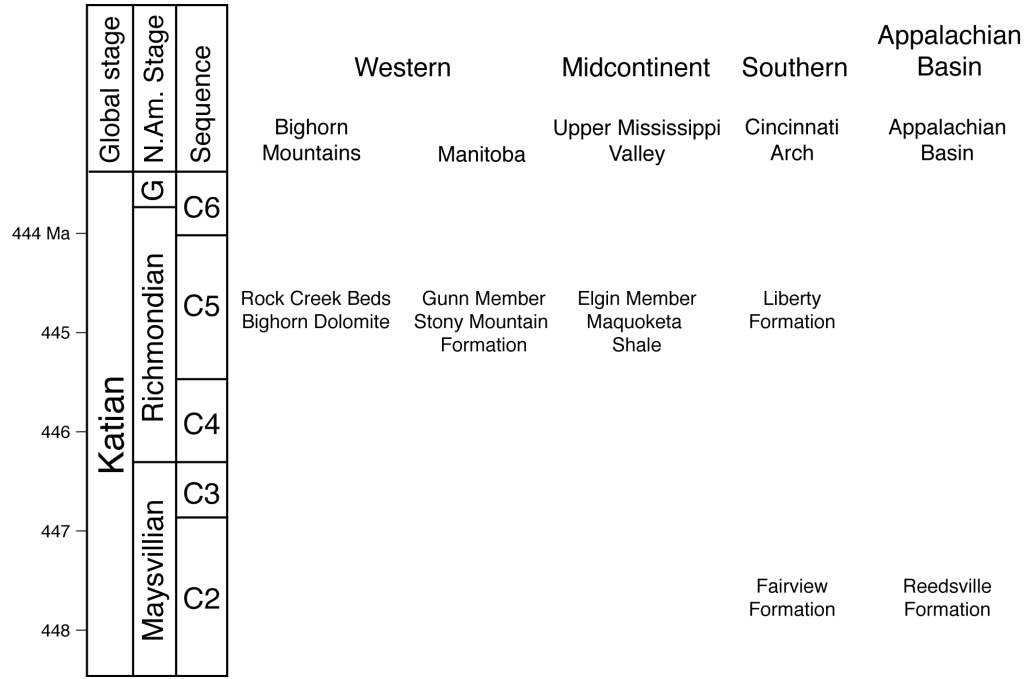 Global stage
N.Am. Stage
Sequence
Western
Midcontinent
Southern
Appalachian
Basin
Bighorn
Mountains
Manitoba
Upper Mississippi
Valley
Cincinnati
Arch
Appalachian
Basin
G
C6
444 Ma
Richmondian
C5
Rock Creek Beds
Bighorn Dolomite
Gunn Member
Stony Mountain
Formation
Elgin Member
Maquoketa
Shale
Liberty
Formation
445
Katian
C4
446
C3
447
Maysvillian
C2
Fairview
Formation
Reedsville
Formation
448